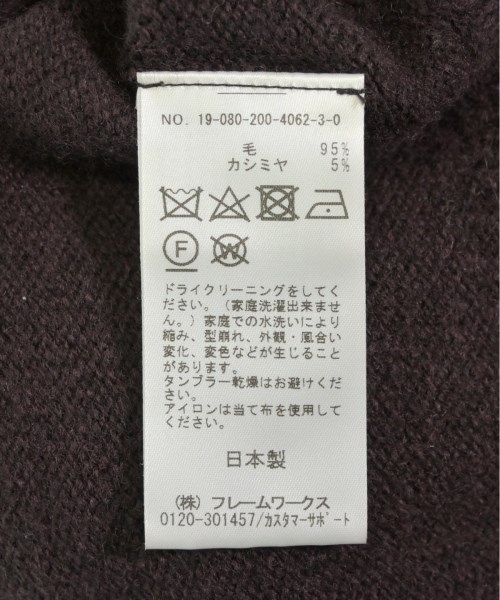 NO. 19-080-200-4062-3-0
毛 95%
カシミヤ 5%
F W
ドライクリーニングをしてく
ださい。(家庭洗濯出来ませ
ん。)家庭での水洗いにより
縮み、型崩れ、外観・風合い
変化、変色などが生じること
があります。
タンブラー乾燥はお避けくだ
さい。
アイロンは当て布を使用して
ください。
日本製
(株) フレームワークス
0120-301457/カスタマーサポート